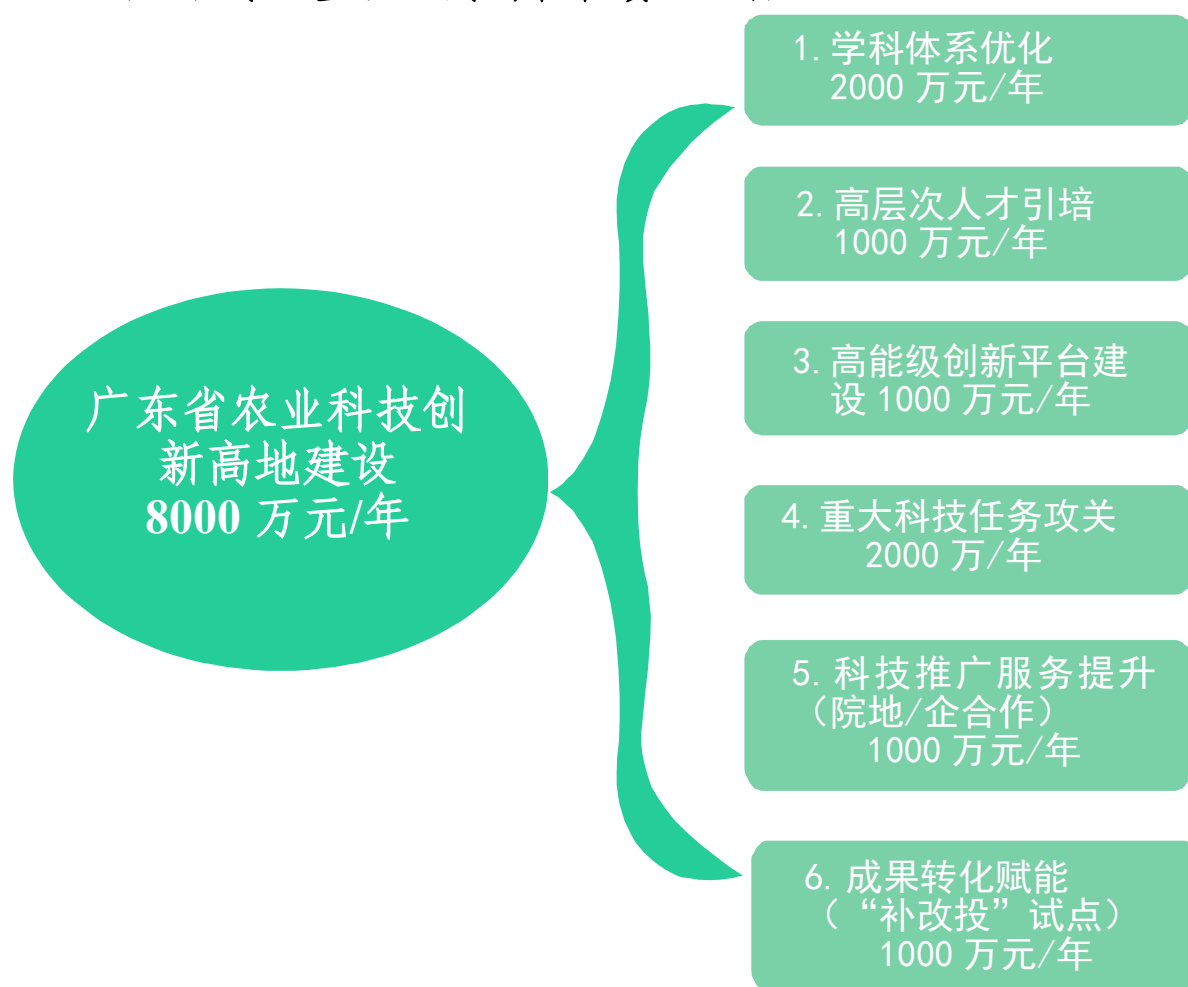 广东省农业科技创
新高地建设
8000 万元/年
1. 学科体系优化
2000 万元/年
2. 高层次人才引培
1000 万元/年
3. 高能级创新平台建
设 1000 万元/年
4. 重大科技任务攻关
2000 万/年
5. 科技推广服务提升
（院地/企合作）
1000 万元/年
6. 成果转化赋能
（“补改投”试点）
1000 万元/年